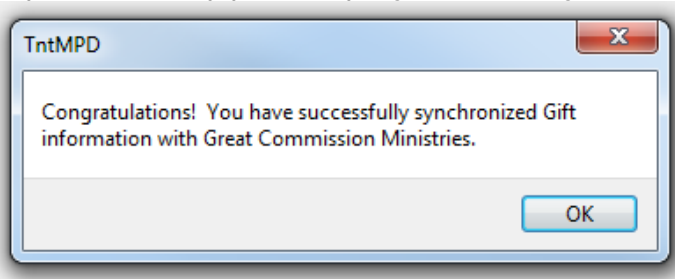 TntMPD
Congratulations!  You have successfully synchronized Gift
information with Great Commission Ministries.
OK